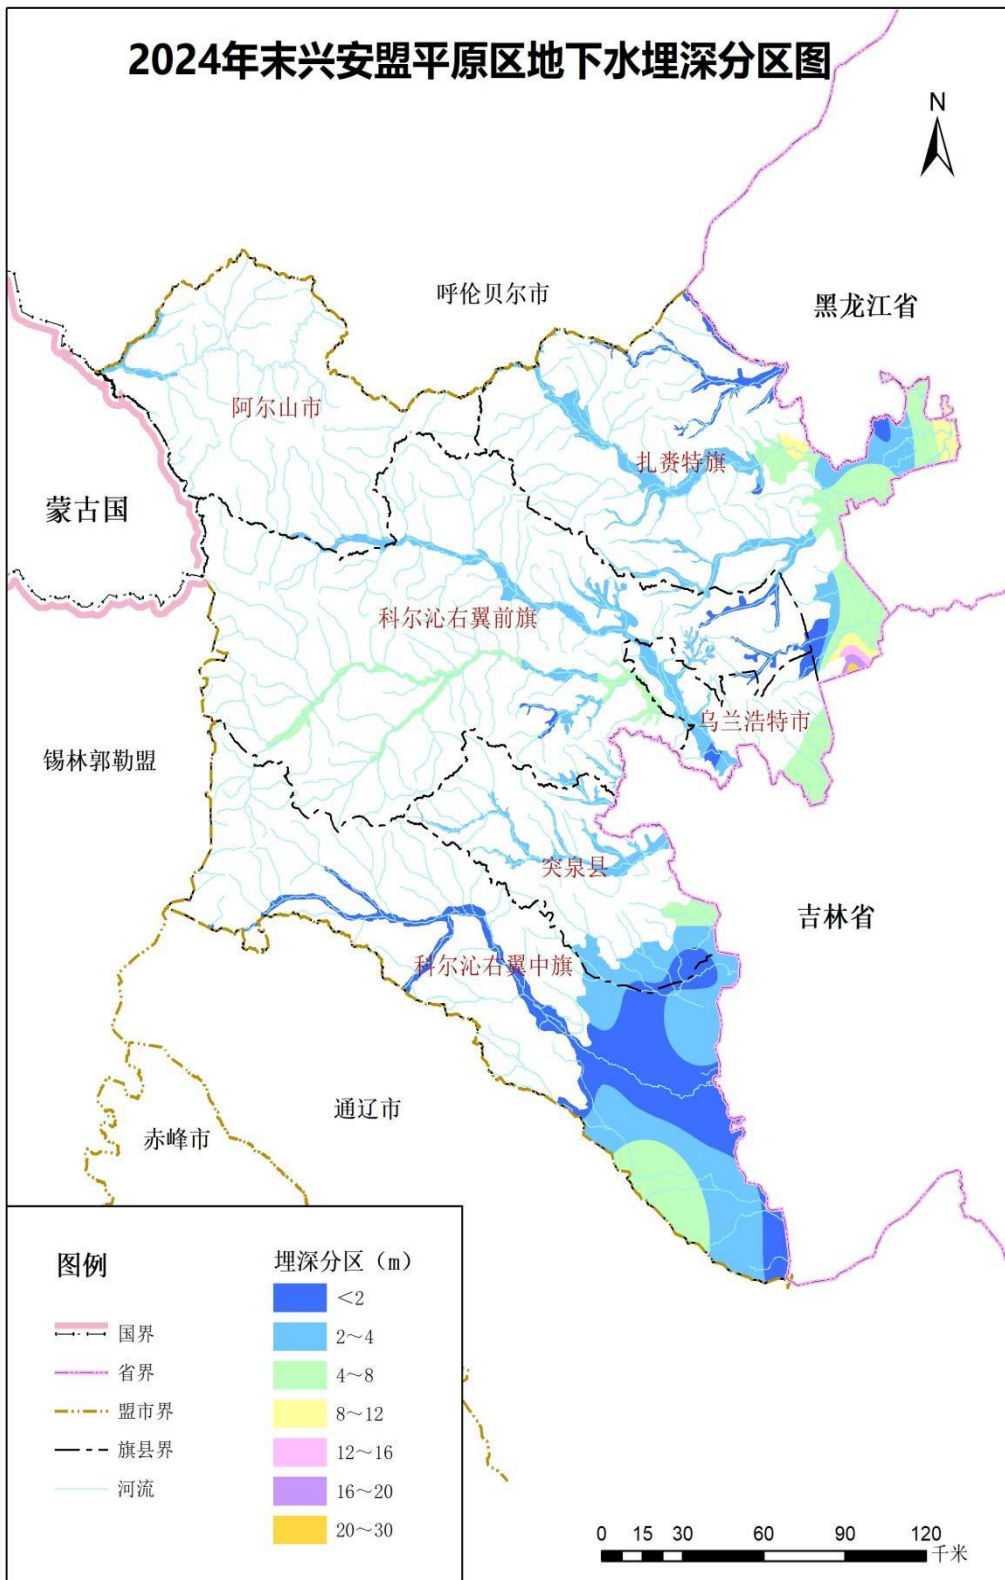 2024年末兴安盟平原区地下水埋深分区图
N
呼伦贝尔市
黑龙江省
阿尔山市
扎赉特旗
蒙古国
科尔沁右翼前旗
乌兰浩特市
锡林郭勒盟
突泉县
吉林省
科尔沁右翼中旗
通辽市
赤峰市
图例
国界
省界
盟市界
旗县界
河流
埋深分区（m）
<2
2～4
4～8
8～12
12～16
16～20
20～30
0 15 30 60 90 120
千米